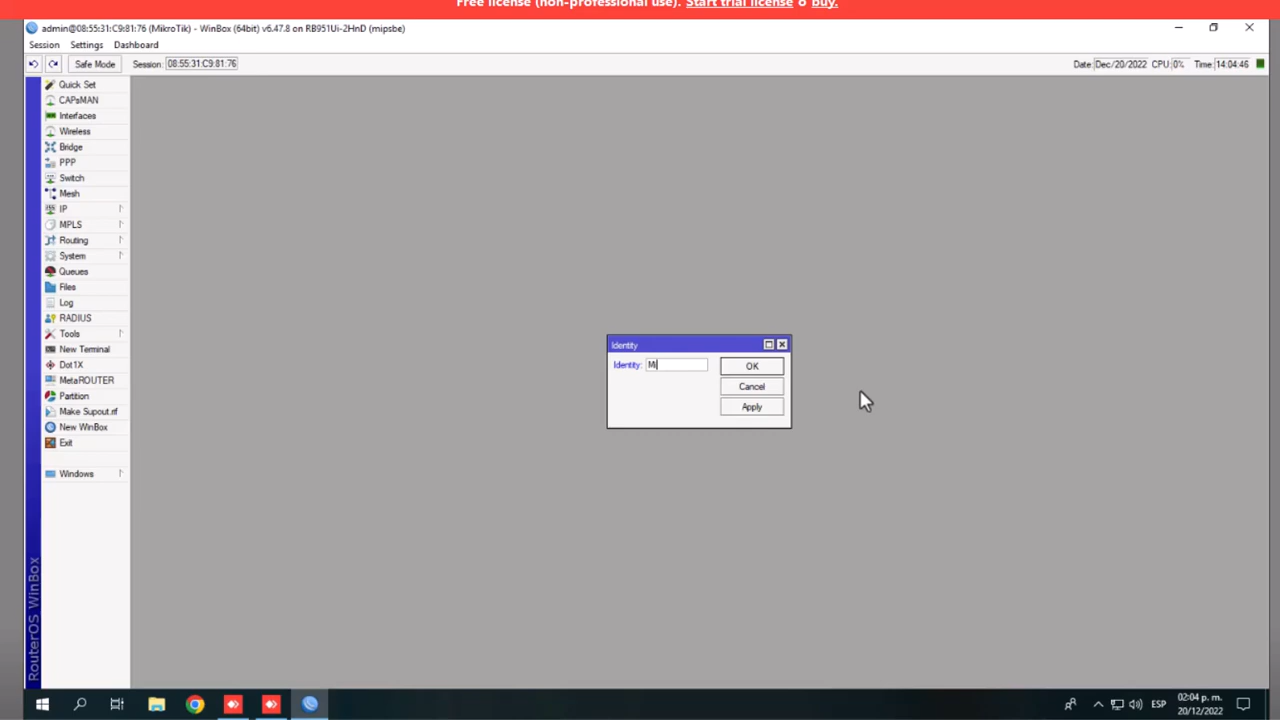 Free license (non-professional use). Start trial license o buy.
admin@08:55:31:C9:81:76 (MikroTik) - WinBox (64bit) v6.47.8 on RB951Ui-2HnD (mipsbe)
Session Settings Dashboard
Safe Mode Session: 08:55:31:C9:81:76 Date: Dec/20/2022 CPU: 0% Time: 14:04:46
Quick Set
CAPsMAN
Interfaces
Wireless
Bridge
PPP
Switch
Mesh
IP
MPLS
Routing
System
Queues
Files
Log
RADIUS
Tools
New Terminal
Dot1X
MetaROUTER
Partition
Make Supout.rif
New WinBox
Exit
Windows
RouterOS WinBox
Identity
Identity: Mi
OK
Cancel
Apply
ESP
02:04 p. m.
20/12/2022